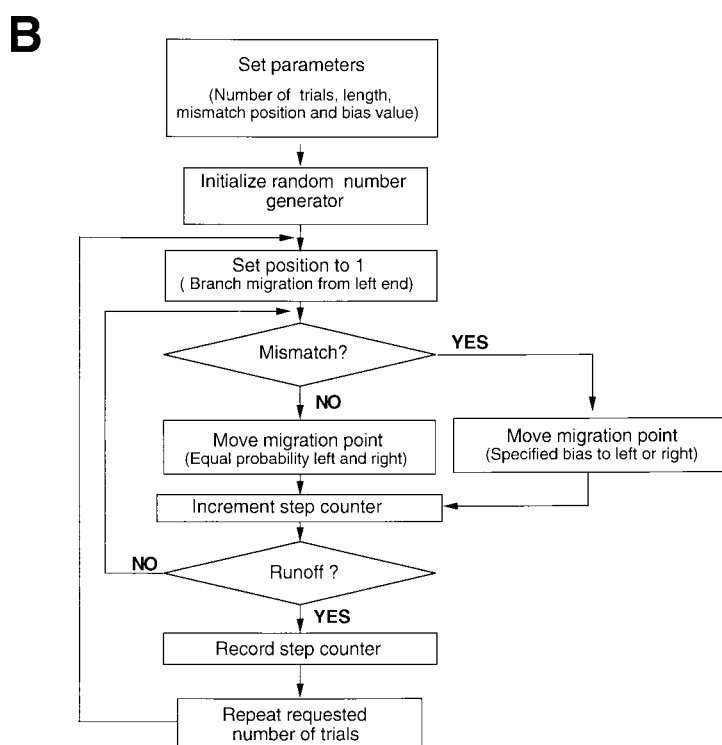 B
Set parameters
(Number of trials, length,
mismatch position and bias value)
Initialize random number
generator
Set position to 1
( Branch migration from left end)
Mismatch?
YES
NO
Move migration point
(Equal probability left and right)
Move migration point
(Specified bias to left or right)
Increment step counter
NO
Runoff ?
YES
Record step counter
Repeat requested
number of trials